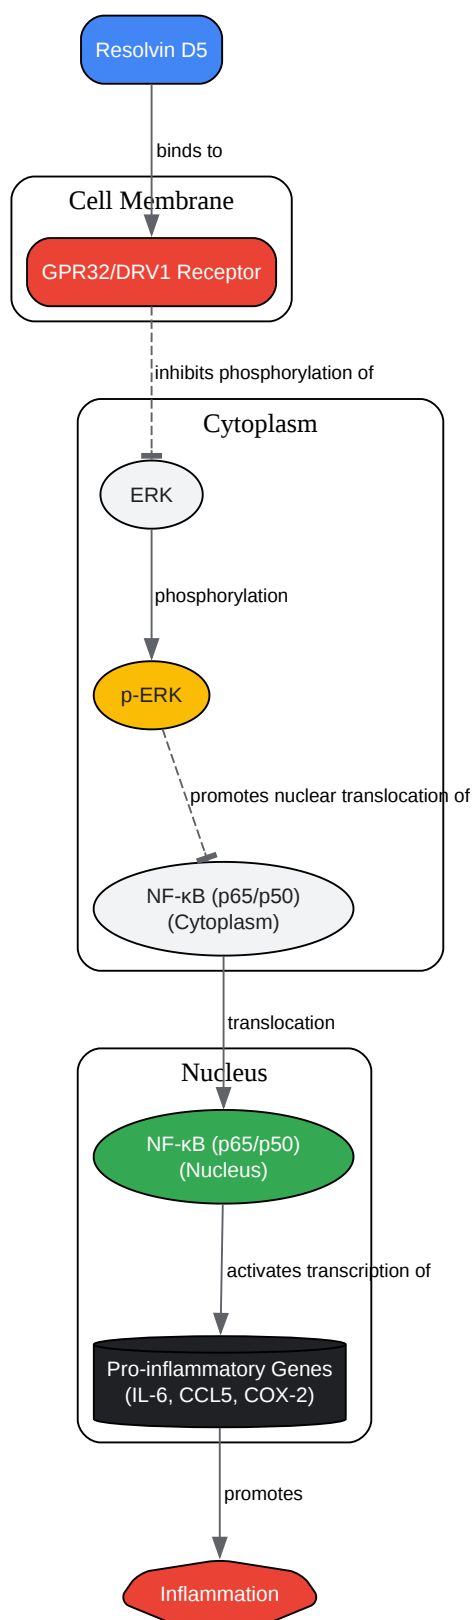 Resolvin D5
binds to
Cell Membrane
GPR32/DRV1 Receptor
inhibits phosphorylation of
Cytoplasm
ERK
phosphorylation
p-ERK
promotes nuclear translocation of
NF-κB (p65/p50)
(Cytoplasm)
translocation
Nucleus
NF-κB (p65/p50)
(Nucleus)
activates transcription of
Pro-inflammatory Genes
(IL-6, CCL5, COX-2)
promotes
Inflammation